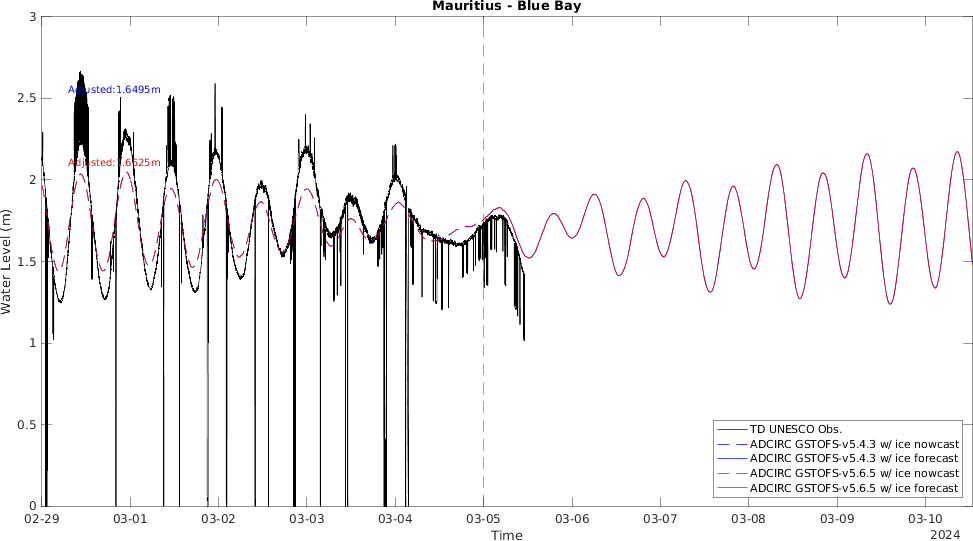 Mauritius - Blue Bay
3
2.5
2
1.5
1
0.5
0
Water Level (m)
Adjusted:1.6495m
Adjusted:1.6625m
02-29 03-01 03-02 03-03 03-04 03-05 03-06 03-07 03-08 03-09 03-10
Time
2024
TD UNESCO Obs.
ADCIRC GSTOFS-v5.4.3 w/ ice nowcast
ADCIRC GSTOFS-v5.4.3 w/ ice forecast
ADCIRC GSTOFS-v5.6.5 w/ ice nowcast
ADCIRC GSTOFS-v5.6.5 w/ ice forecast